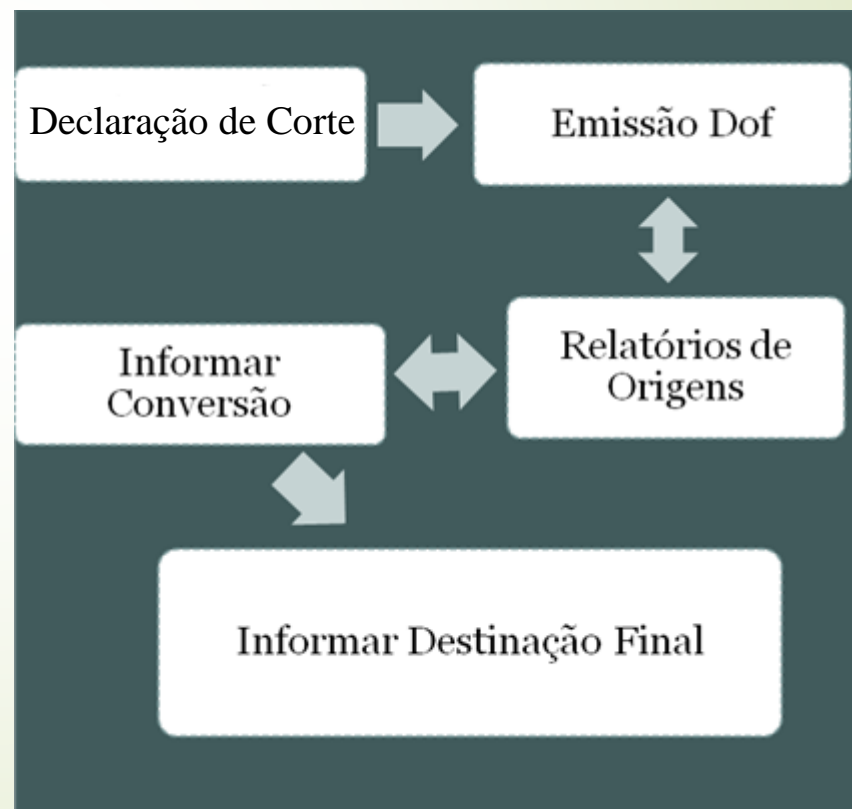 Declaração de Corte
Emissão Dof
Relatórios de
Origens
Informar
Conversão
Informar Destinação Final